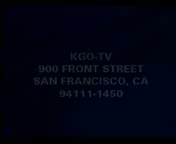 KGO-TV
900 FRONT STREET
SAN FRANCISCO, CA
94111-1450